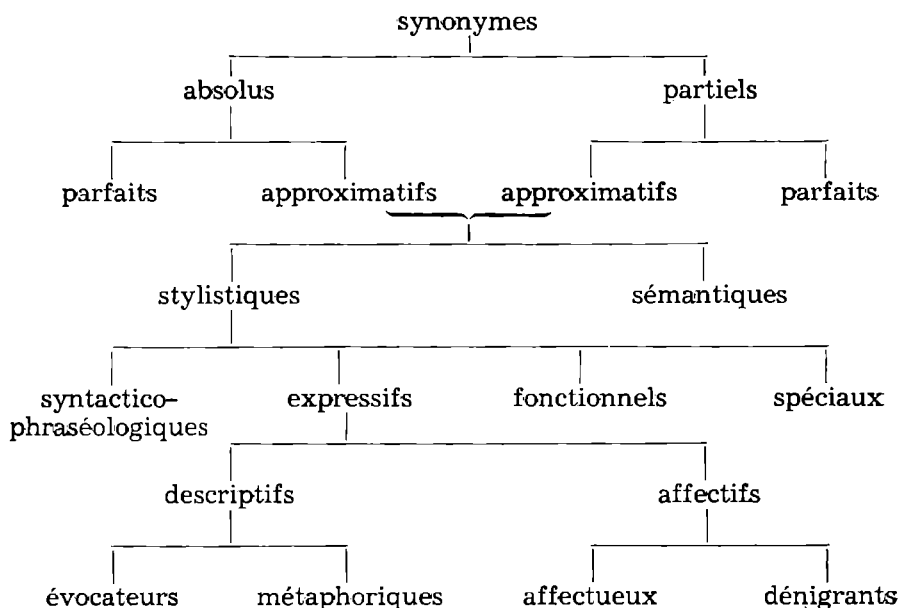 synonymes
absolus partiels
parfaits approximatifs approximatifs parfaits
stylistiques sémantiques
syntactico- expressifs fonctionnels spéciaux
phraséologiques
descriptifs affectifs
évocateurs métaphoriques affectueux dénigrants